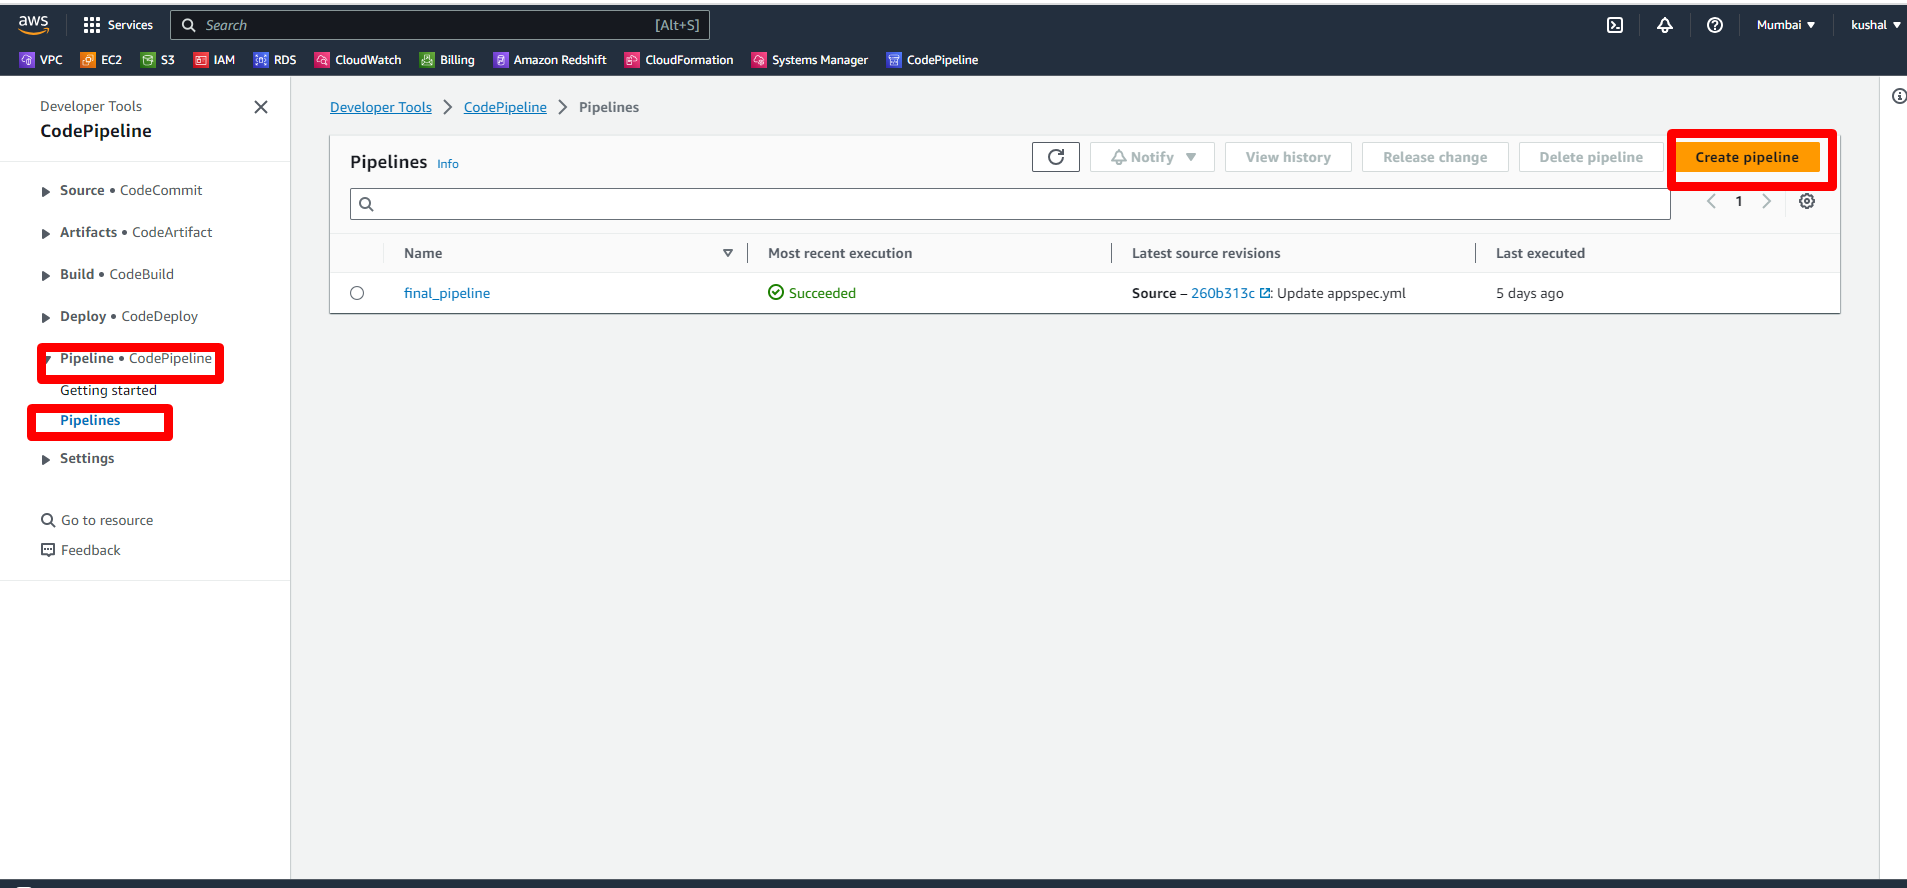 aws Services Search [Alt+S] Mumbai kushal
VPC EC2 S3 IAM RDS CloudWatch Billing Amazon Redshift CloudFormation Systems Manager CodePipeline
Developer Tools
CodePipeline
Source • CodeCommit
Artifacts • CodeArtifact
Build • CodeBuild
Deploy • CodeDeploy
Pipeline • CodePipeline
Getting started
Pipelines
Settings
Go to resource
Feedback
Developer Tools CodePipeline Pipelines
Pipelines Info Notify View history Release change Delete pipeline Create pipeline
1
Name Most recent execution Latest source revisions Last executed
final_pipeline Succeeded Source – 260b313c : Update appspec.yml 5 days ago